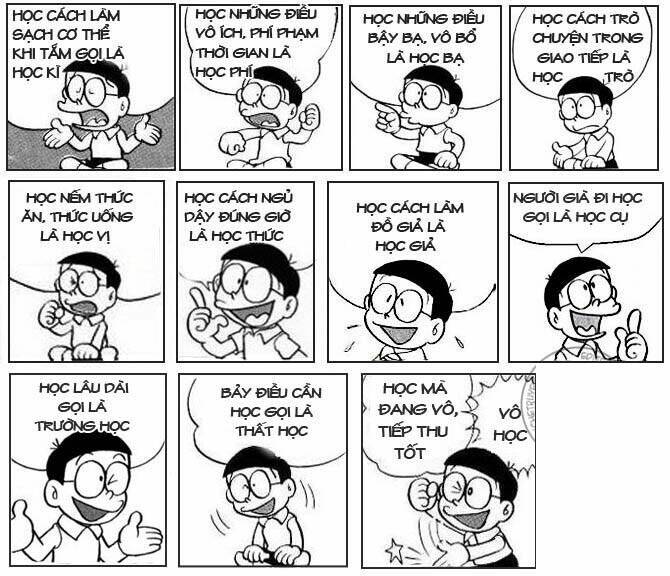 HỌC CÁCH LÀM
SẠCH CƠ THỂ
KHI TẮM GỌI LÀ
HỌC KÌ
HỌC NHỮNG ĐIỀU
VÔ ÍCH, PHÍ PHẠM
THỜI GIAN LÀ
HỌC PHÍ
HỌC NHỮNG ĐIỀU
BẬY BẠ, VÔ BỔ
LÀ HỌC BẠ
HỌC CÁCH TRÒ
CHUYỆN TRONG
GIAO TIẾP LÀ
HỌC TRÒ
HỌC NẾM THỨC
ĂN, THỨC UỐNG
LÀ HỌC VỊ
HỌC CÁCH NGỦ
DẬY ĐÚNG GIỜ
LÀ HỌC THỨC
HỌC CÁCH LÀM
ĐỒ GIẢ LÀ
HỌC GIẢ
NGƯỜI GIÀ ĐI HỌC
GỌI LÀ HỌC CỤ
HỌC LÂU DÀI
GỌI LÀ
TRƯỜNG HỌC
BẢY ĐIỀU CẦN
HỌC GỌI LÀ
THẤT HỌC
HỌC MÀ
ĐANG VÔ,
TIẾP THU
TỐT
VÔ
HỌC